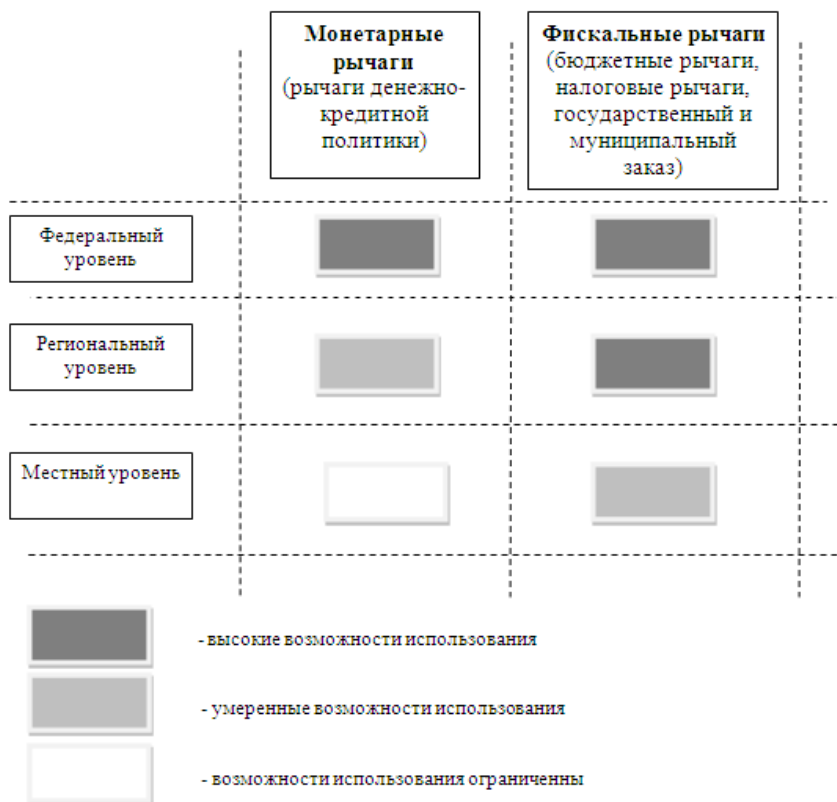 Монетарные
рычаги
(рычаги денежно-
кредитной
политики)
Фискальные рычаги
(бюджетные рычаги,
налоговые рычаги,
государственный и
муниципальный
заказ)
Федеральный
уровень
Региональный
уровень
Местный уровень
- высокие возможности использования
- умеренные возможности использования
- возможности использования ограниченны